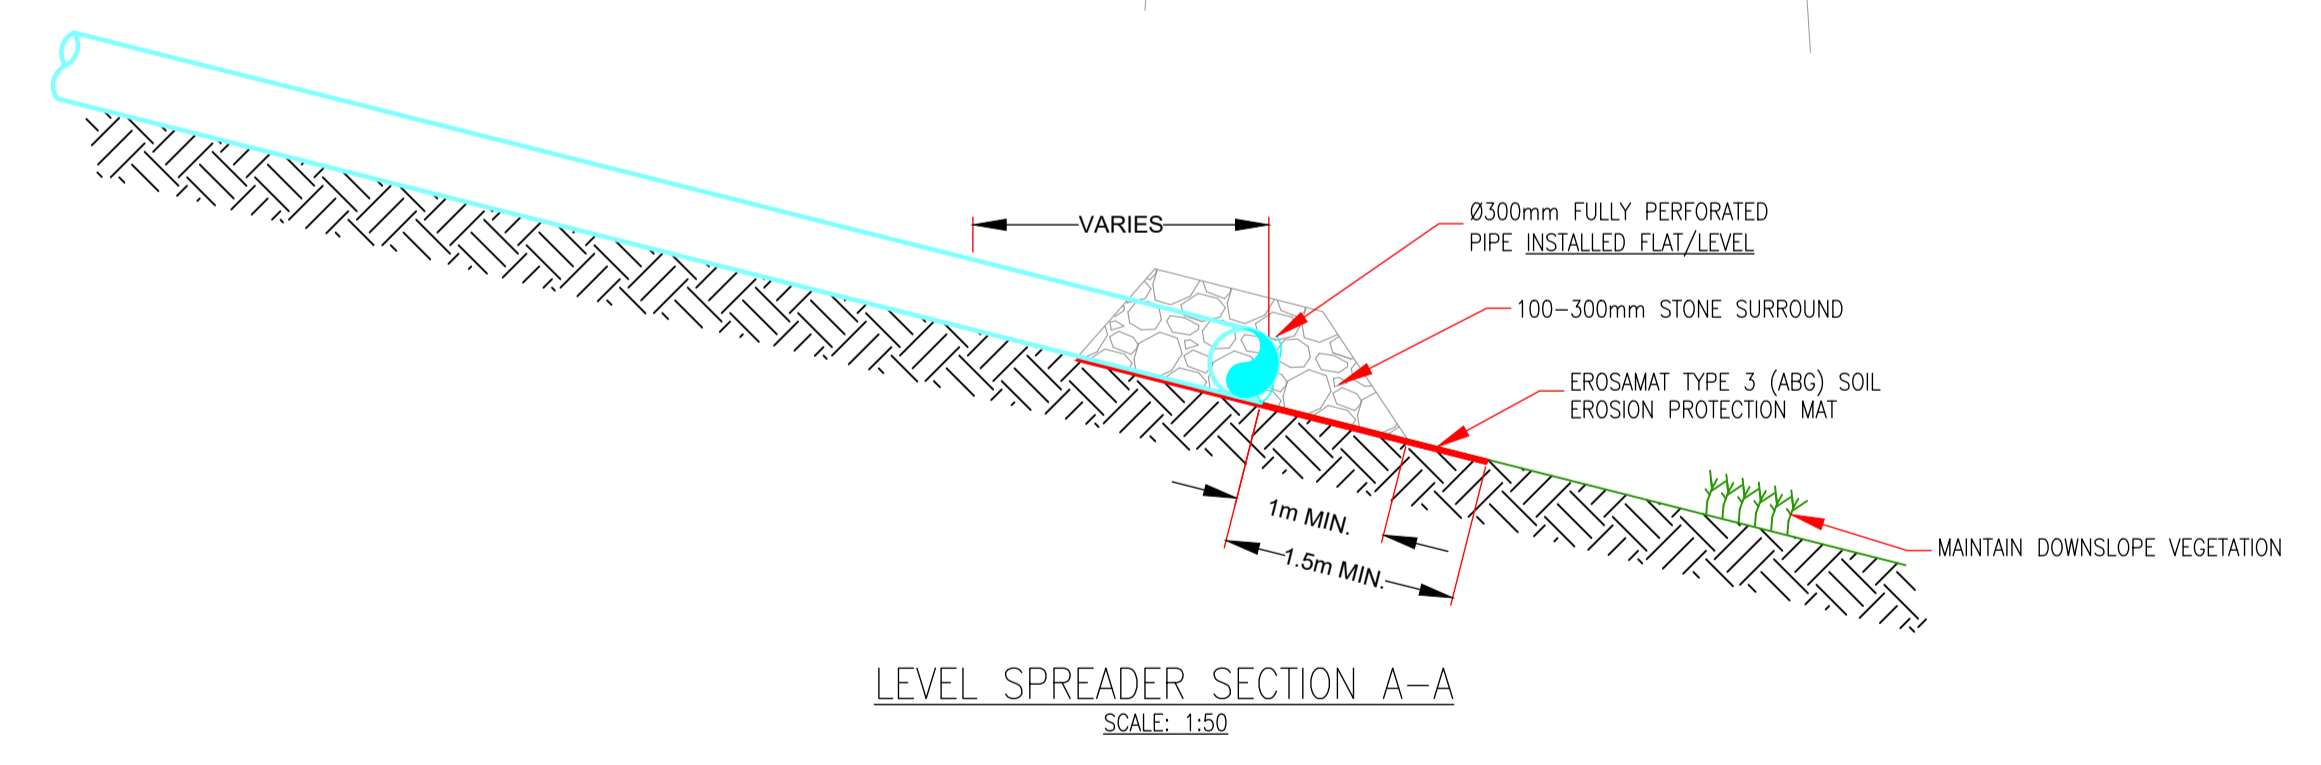 VARIES
Ø300mm FULLY PERFORATED
PIPE INSTALLED FLAT/LEVEL
100-300mm STONE SURROUND
EROSAMAT TYPE 3 (ABG) SOIL
EROSION PROTECTION MAT
1m MIN.
1.5m MIN.
MAINTAIN DOWNSLOPE VEGETATION
LEVEL SPREADER SECTION A-A
SCALE: 1:50